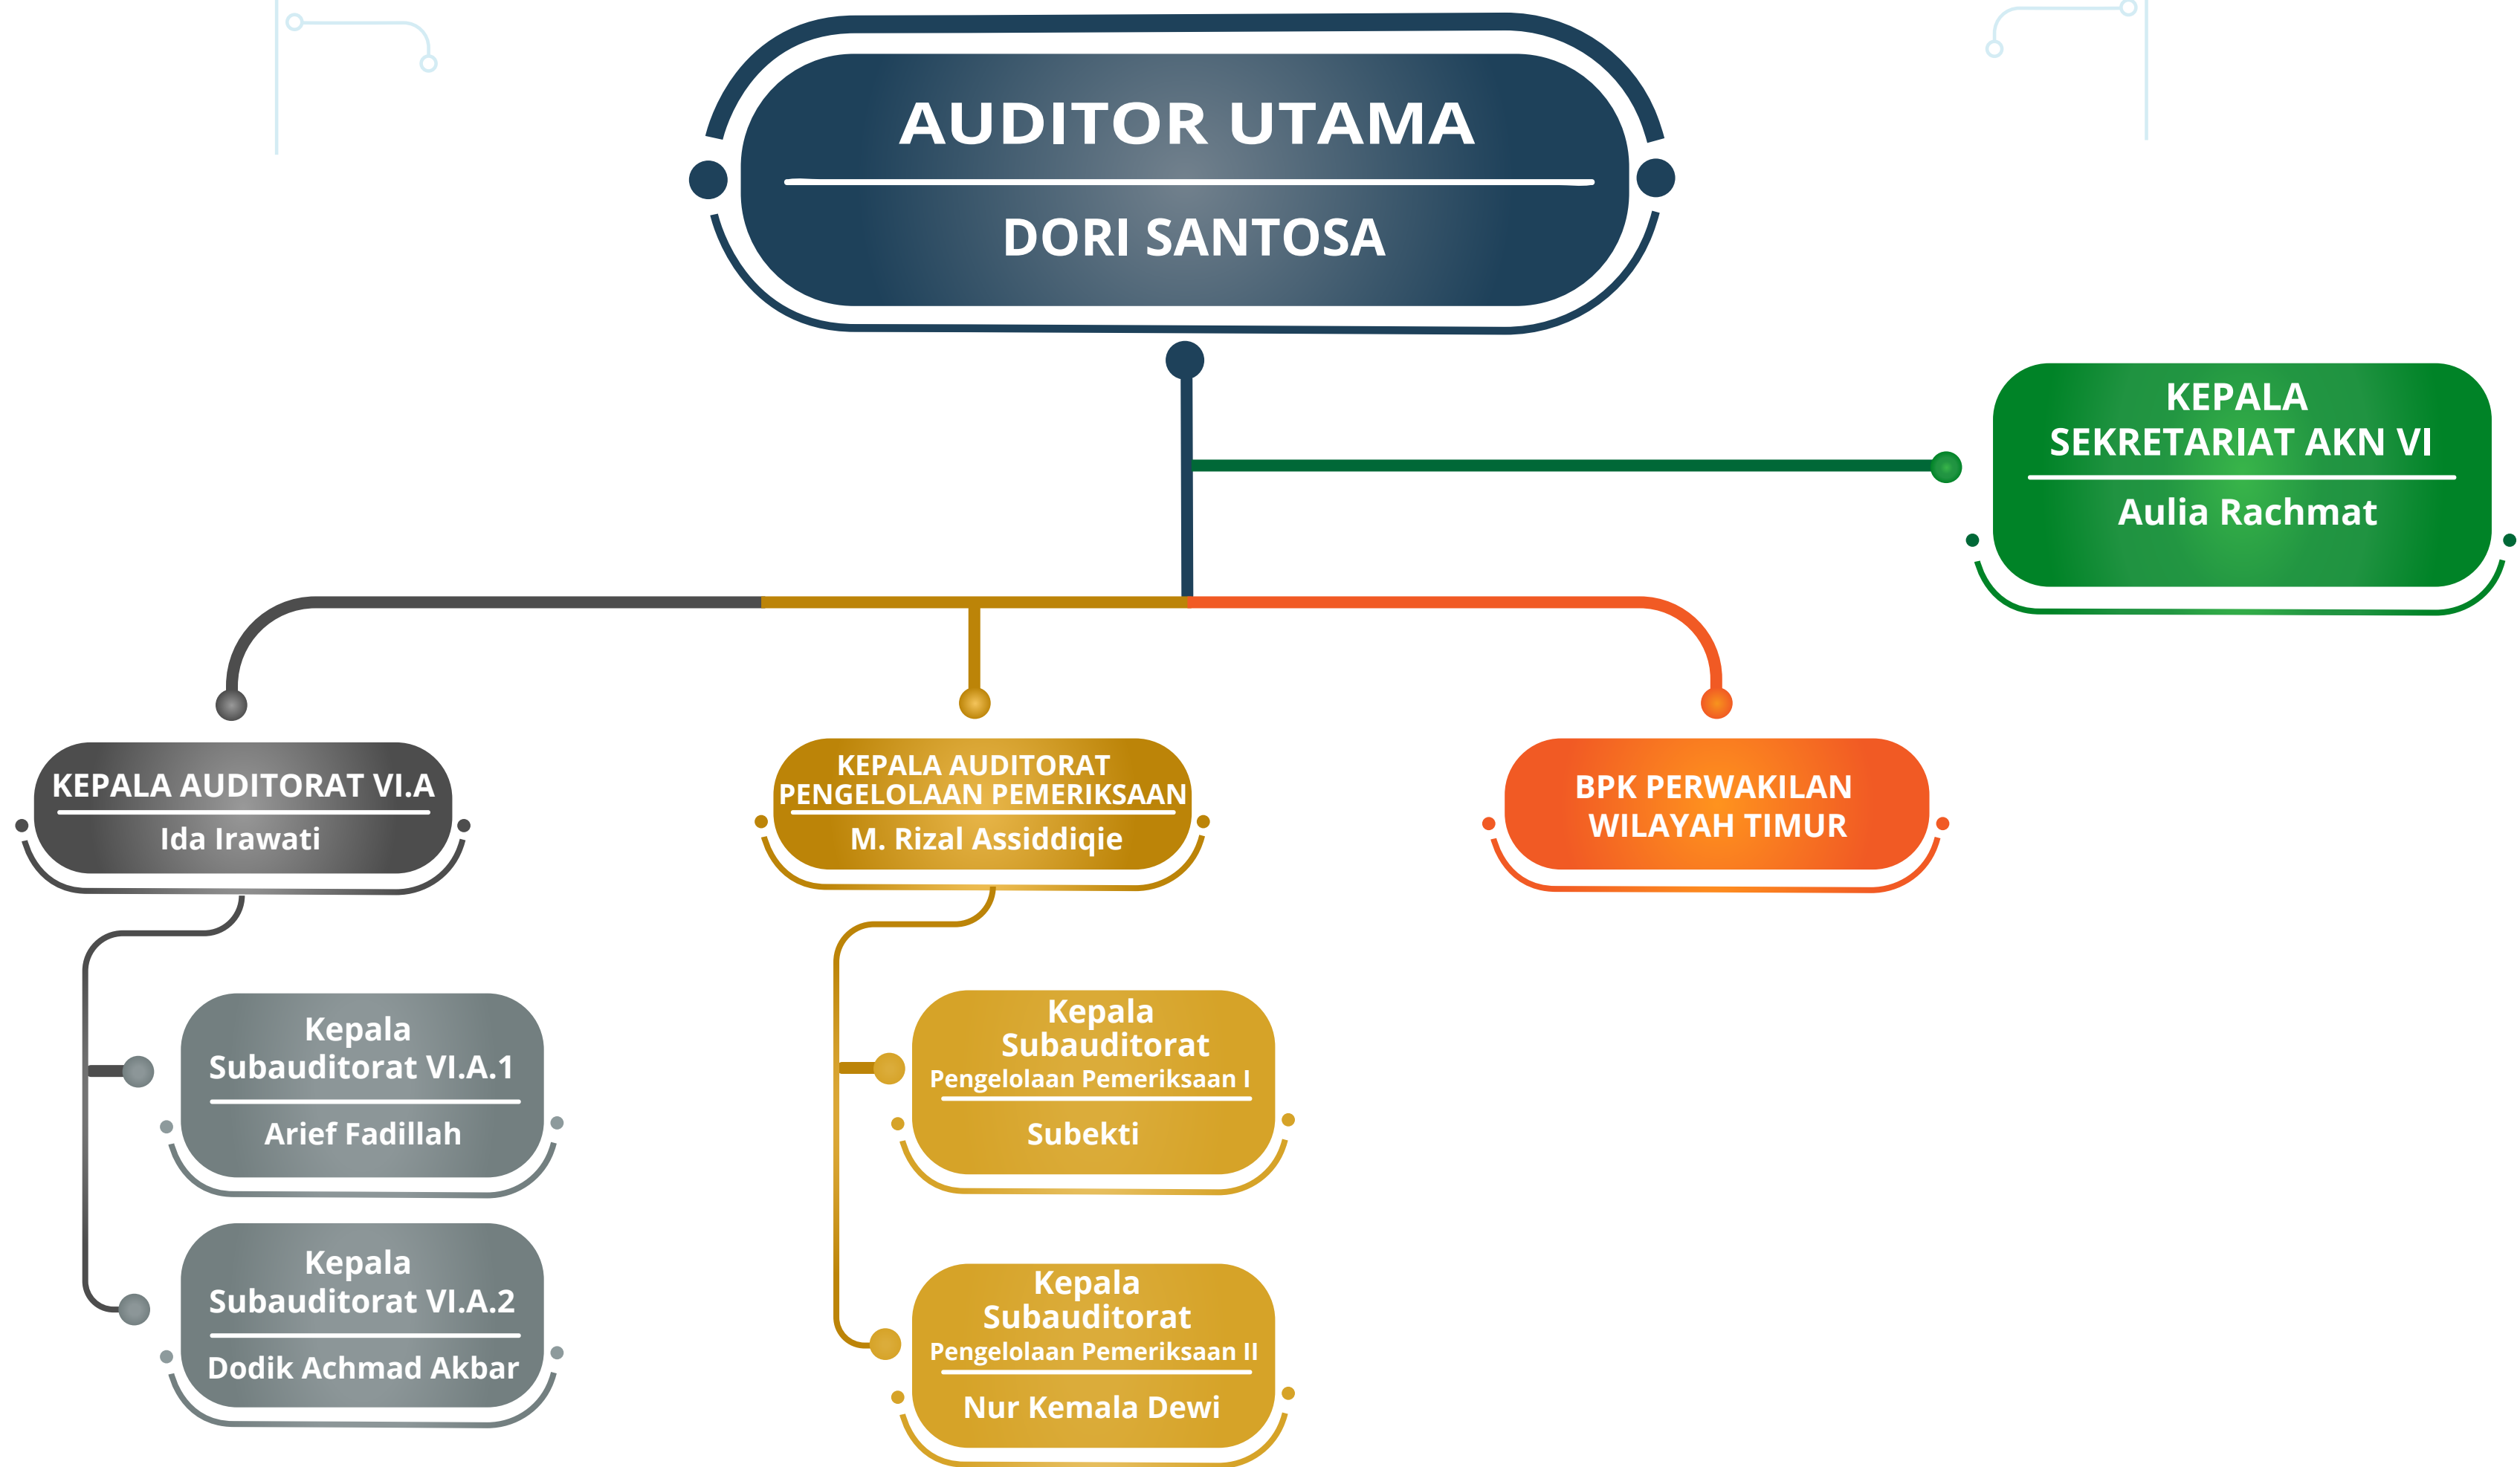 AUDITOR UTAMA
DORI SANTOSA
KEPALA
SEKRETARIAT AKN VI
Aulia Rachmat
KEPALA AUDITORAT VI.A
Ida Irawati
KEPALA AUDITORAT
PENGELOLAAN PEMERIKSAAN
M. Rizal Assiddiqie
BPK PERWAKILAN
WILAYAH TIMUR
Kepala
Subauditorat VI.A.1
Arief Fadillah
Kepala
Subauditorat VI.A.2
Dodik Achmad Akbar
Kepala
Subauditorat
Pengelolaan Pemeriksaan I
Subekti
Kepala
Subauditorat
Pengelolaan Pemeriksaan II
Nur Kemala Dewi